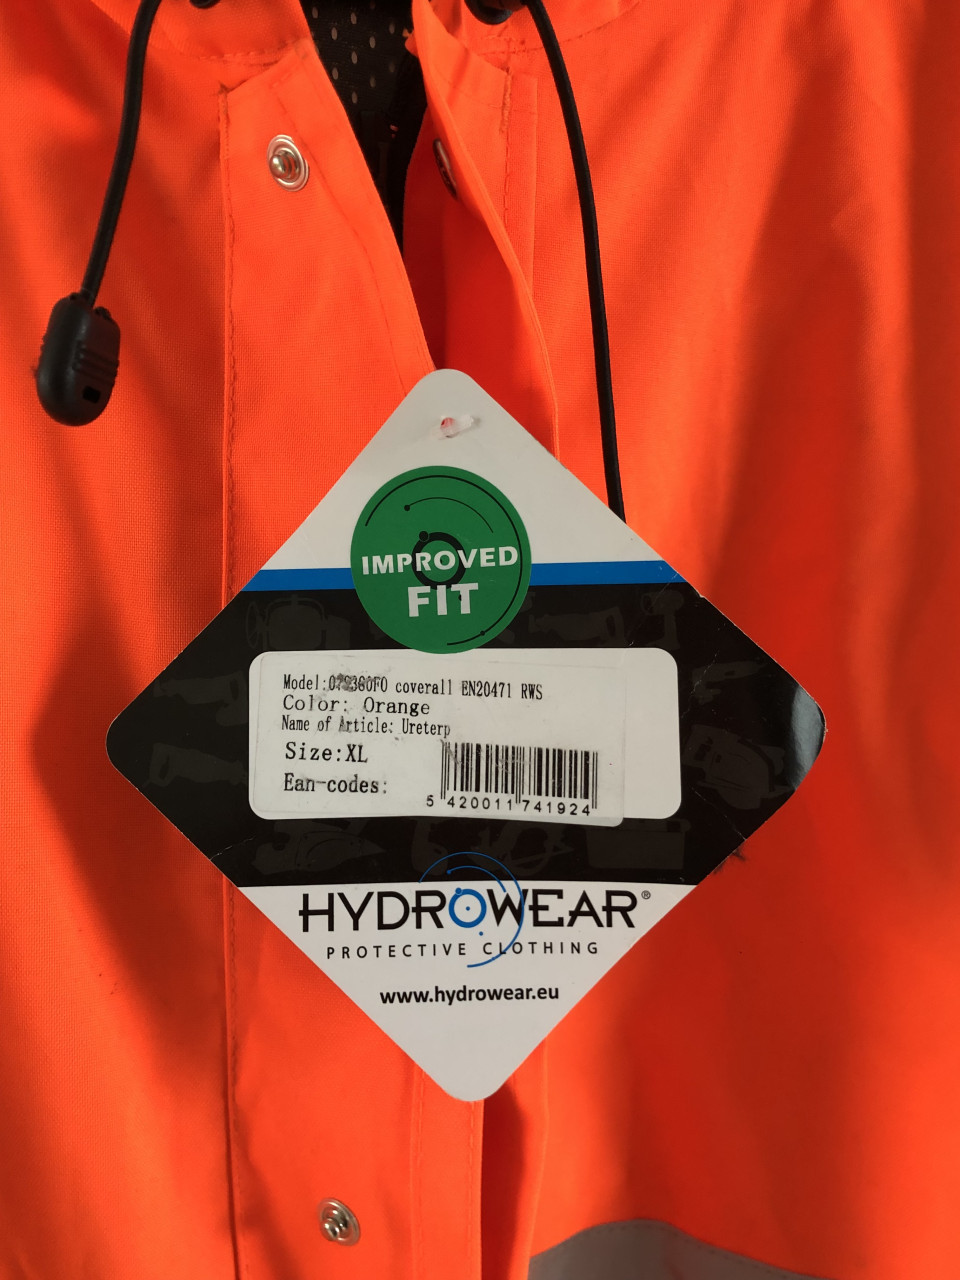 IMPROVED
FIT
Model: coverall EN20471 RWS
Color: Orange
Name of Article: Ureterp
Size:XL
Ean-codes:
5 420011 741924
HYDROWEAR®
PROTECTIVE CLOTHING
www.hydrowear.eu